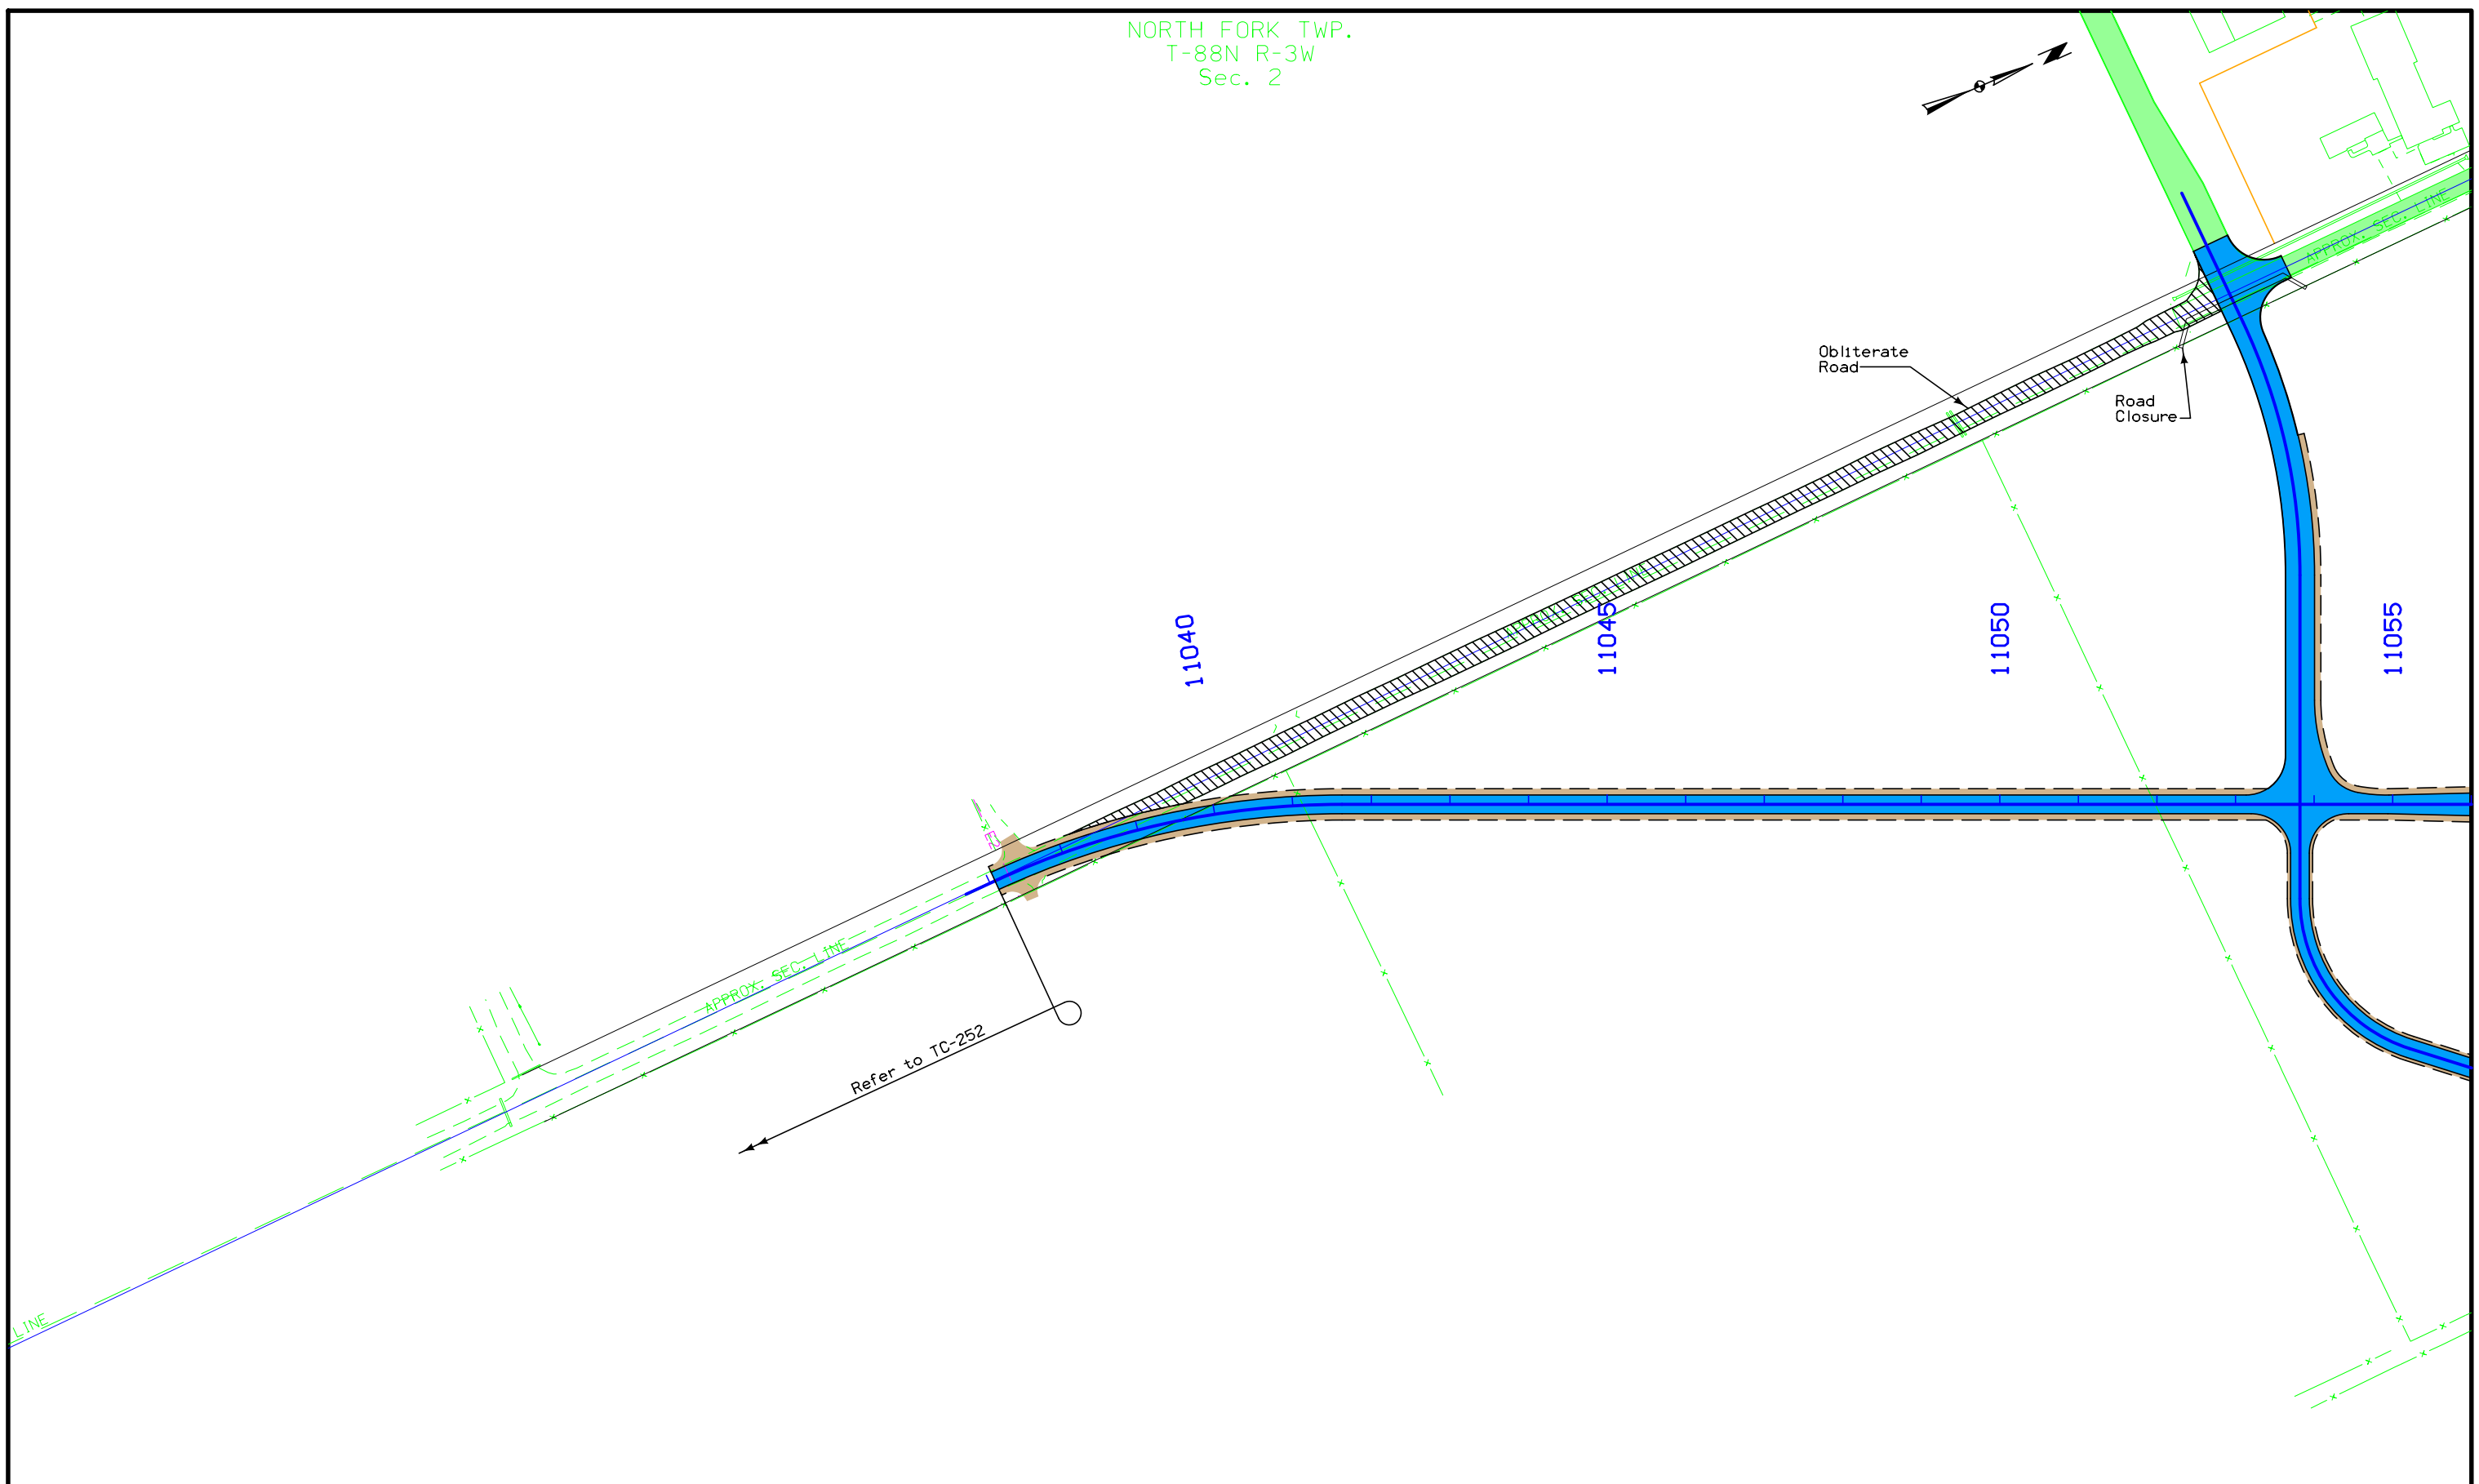 NORTH FORK TWP.
T-88N R-3W
Sec. 2
N
APPROX. SEC. LINE
Obliterate
Road
Road
Closure
11040
11045
11050
11055
APPROX. SEC. LINE
Refer to TC-252
LINE